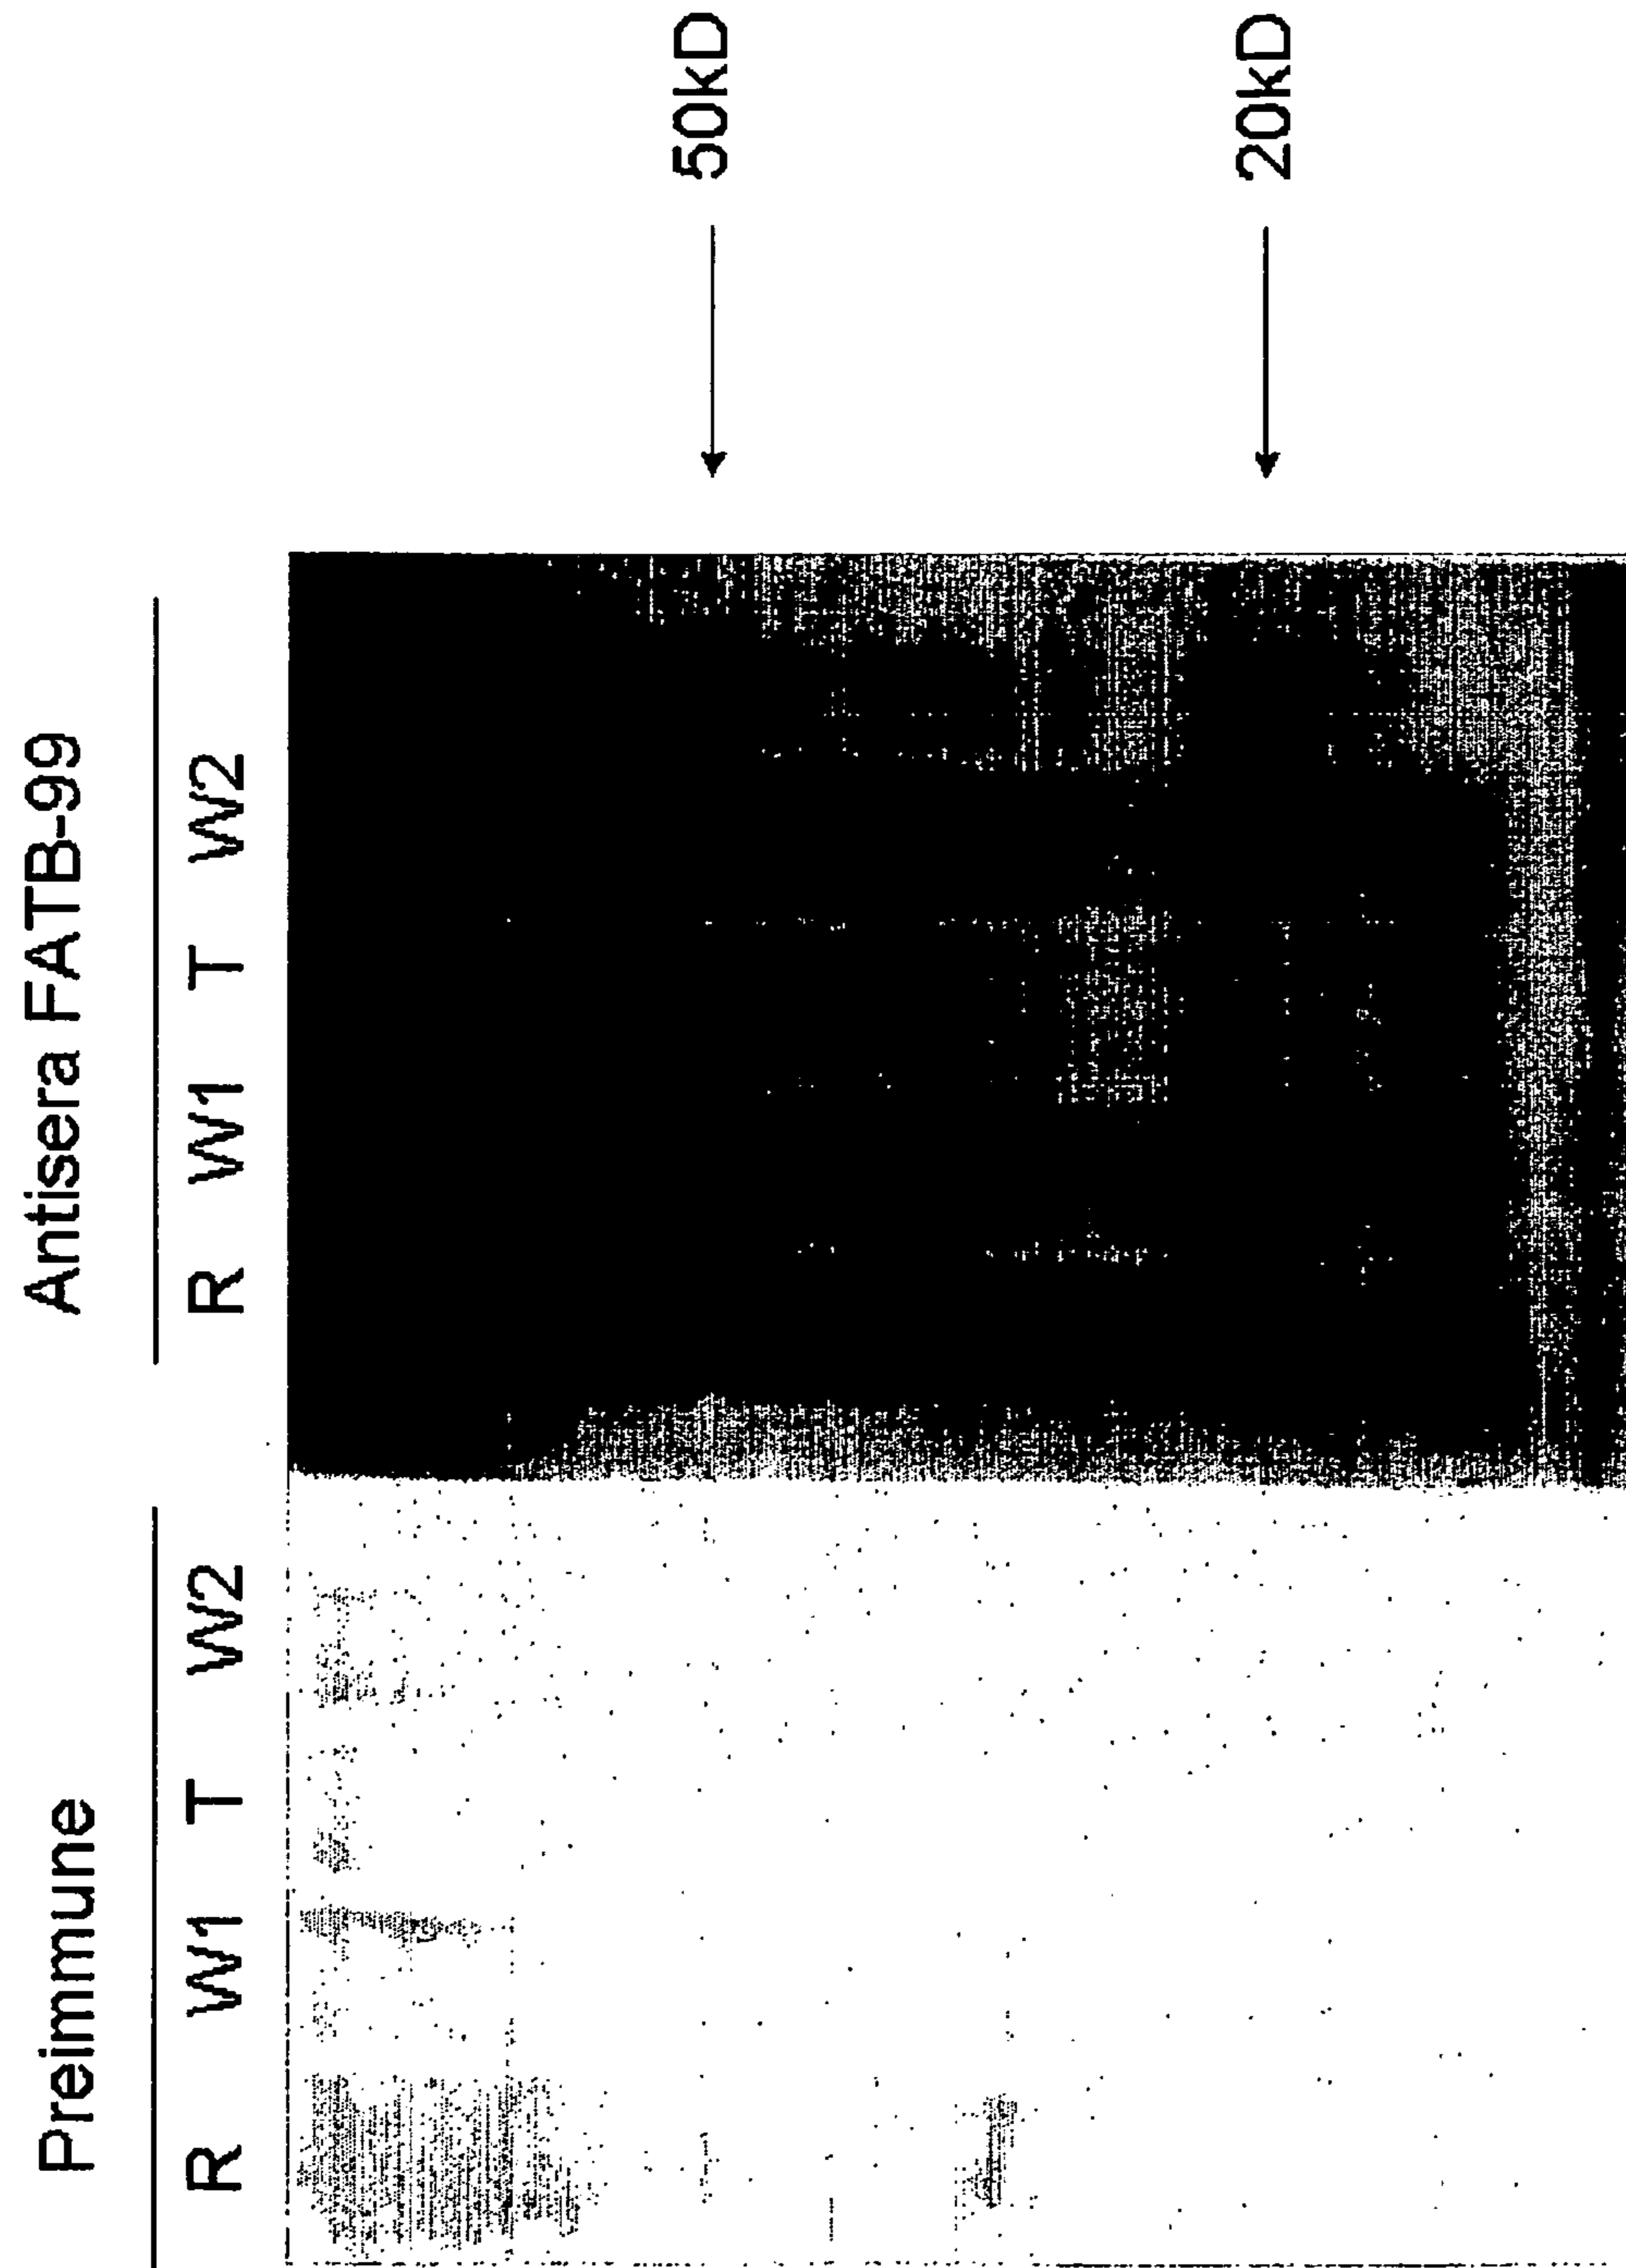 Preimmune
Antisera FATB-99
R W1 T W2
R W1 T W2
50kD
20kD